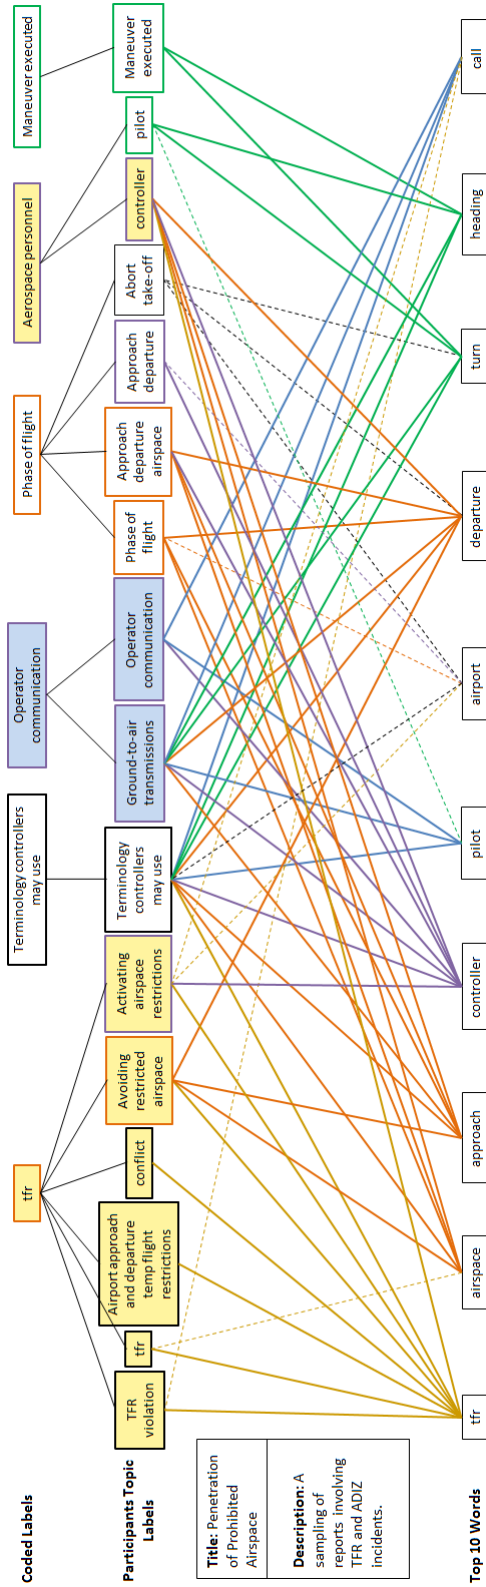 Coded Labels
tfr
Terminology controllers
may use
Operator
communication
Phase of flight
Aerospace personnel
Maneuver executed
Participants Topic
Labels
TFR
violation
tfr
Airport approach
and departure
temp flight
restrictions
conflict
Avoiding
restricted
airspace
Activating
airspace
restrictions
Terminology
controllers
may use
Ground-to-air
transmissions
Operator
communication
Phase of
flight
Approach
departure
airspace
Approach
departure
Abort
take-off
controller
pilot
Maneuver
executed
Title: Penetration
of Prohibited
Airspace
Description: A
sampling of
reports involving
TFR and ADIZ
incidents.
Top 10 Words
tfr
airspace
approach
controller
pilot
airport
departure
turn
heading
call